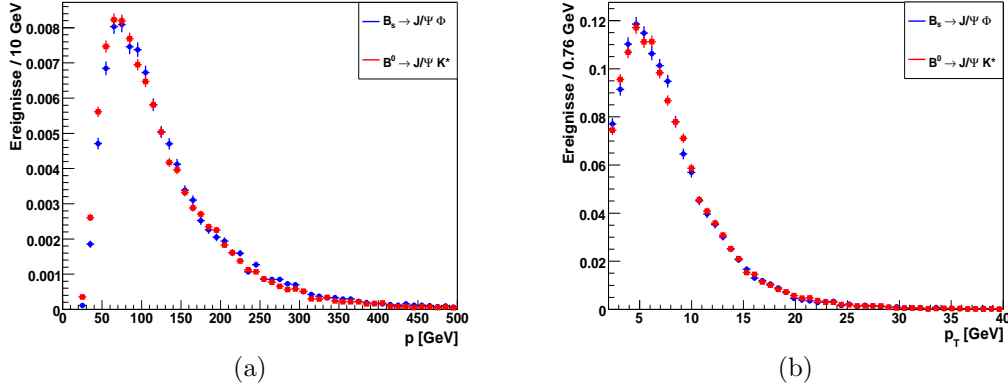 Ereignisse / 10 GeV
0.008
0.007
0.006
0.005
0.004
0.003
0.002
0.001
0
0 50 100 150 200 250 300 350 400 450 500
p [GeV]
B_s → J/Ψ Φ
B^0 → J/Ψ K*
(a)
Ereignisse / 0.76 GeV
0.12
0.1
0.08
0.06
0.04
0.02
0
5 10 15 20 25 30 35 40
p_T [GeV]
B_s → J/Ψ Φ
B^0 → J/Ψ K*
(b)